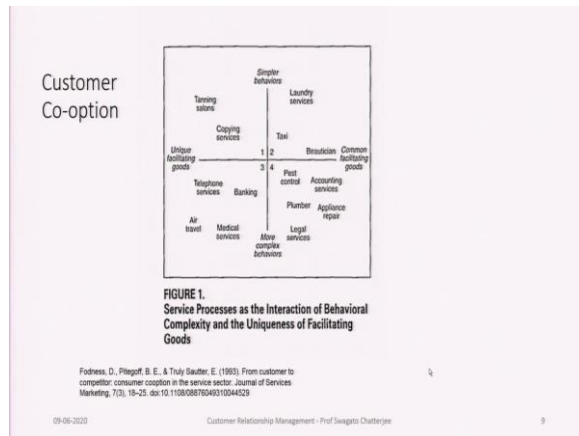 Customer
Co-option
Simpler
behaviors
Laundry
services
Tanning
salons
Copying
services
Taxi
Unique
facilitating
goods
1 2
Beautician
Common
facilitating
goods
3 4
Pest
control
Telephone
services
Banking
Accounting
services
Plumber
Appliance
repair
Air
travel
Medical
services
More
complex
behaviors
Legal
services
FIGURE 1.
Service Processes as the Interaction of Behavioral
Complexity and the Uniqueness of Facilitating
Goods
Fodness, D., Pitegoff, B. E., & Truly Sautter, E. (1993). From customer to
competitor: consumer cooption in the service sector. Journal of Services
Marketing, 7(3), 18–25. doi:10.1108/08876049310044529
09-06-2020
Customer Relationship Management - Prof Swagato Chatterjee
9